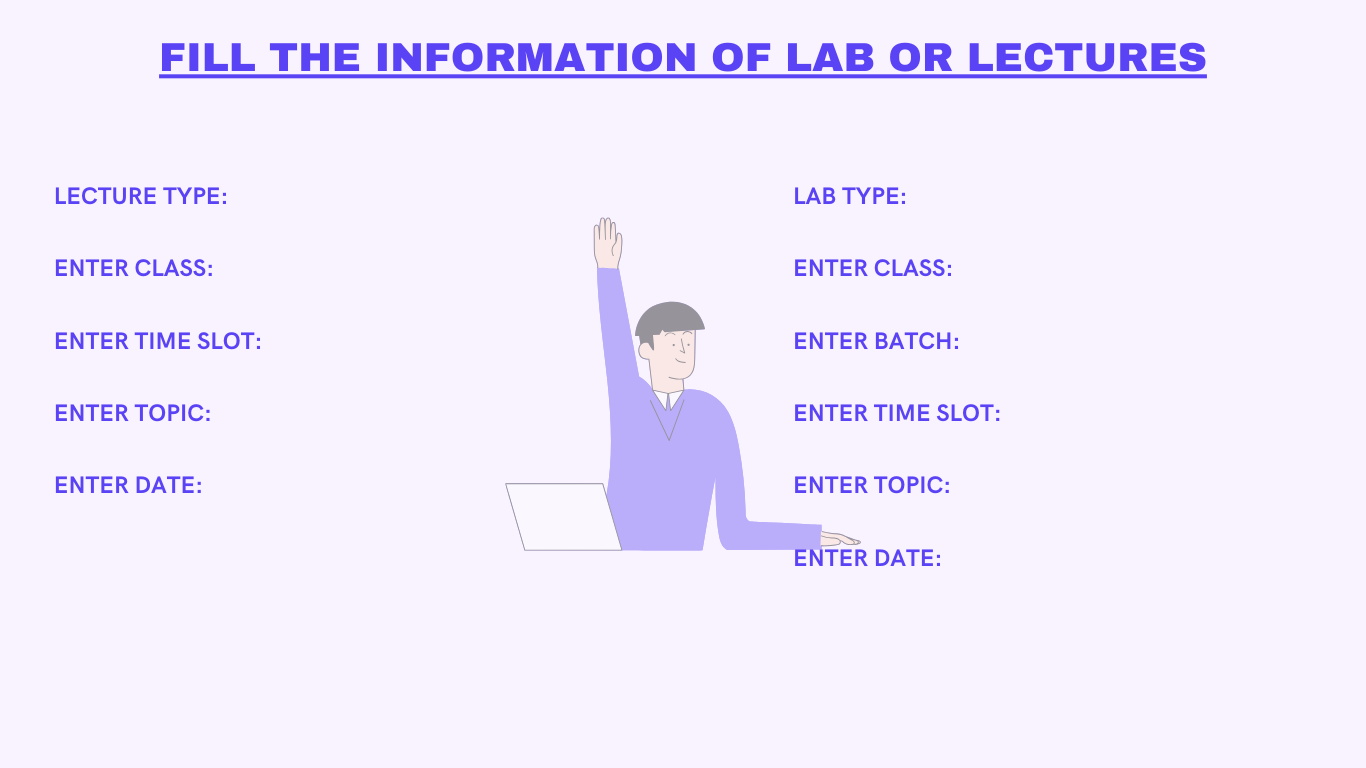 FILL THE INFORMATION OF LAB OR LECTURES
LECTURE TYPE:
ENTER CLASS:
ENTER TIME SLOT:
ENTER TOPIC:
ENTER DATE:
LAB TYPE:
ENTER CLASS:
ENTER BATCH:
ENTER TIME SLOT:
ENTER TOPIC:
ENTER DATE: